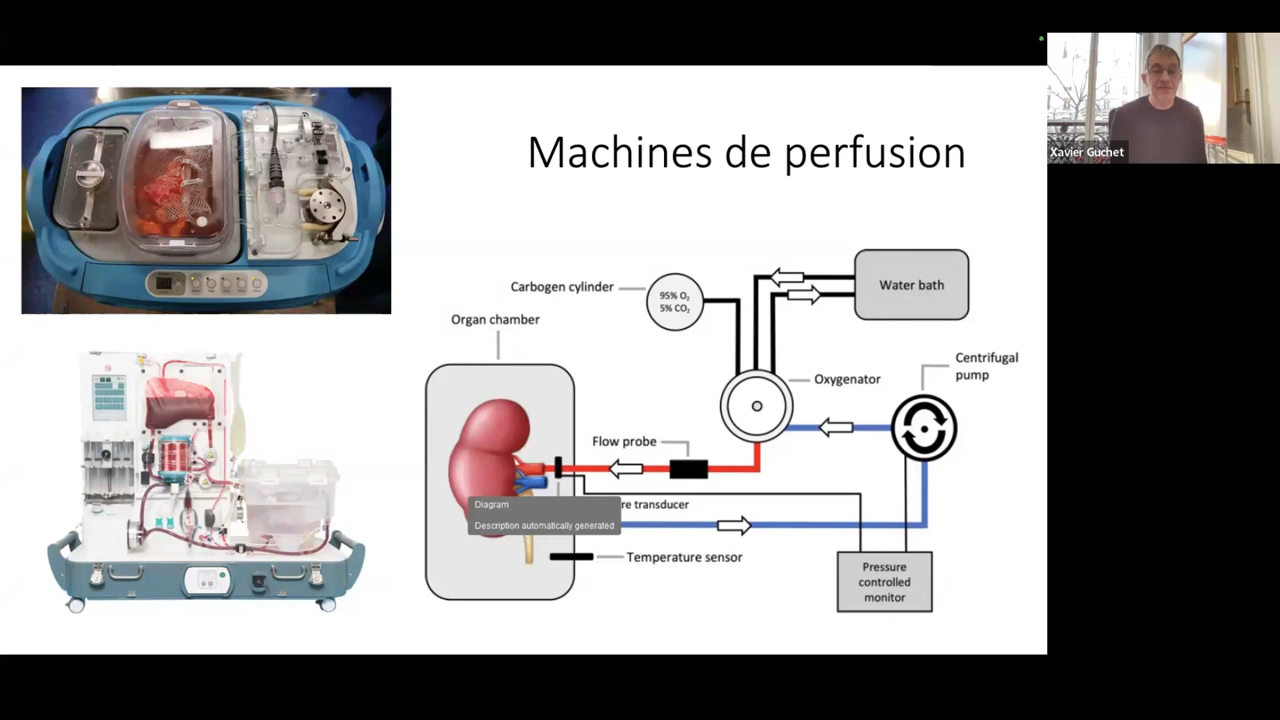 Machines de perfusion
Xavier Guchet
Carbogen cylinder
95% O₂
5% CO₂
Water bath
Organ chamber
Oxygenator
Centrifugal
pump
Flow probe
Diagram
Description automatically generated
re transducer
Temperature sensor
Pressure
controlled
monitor